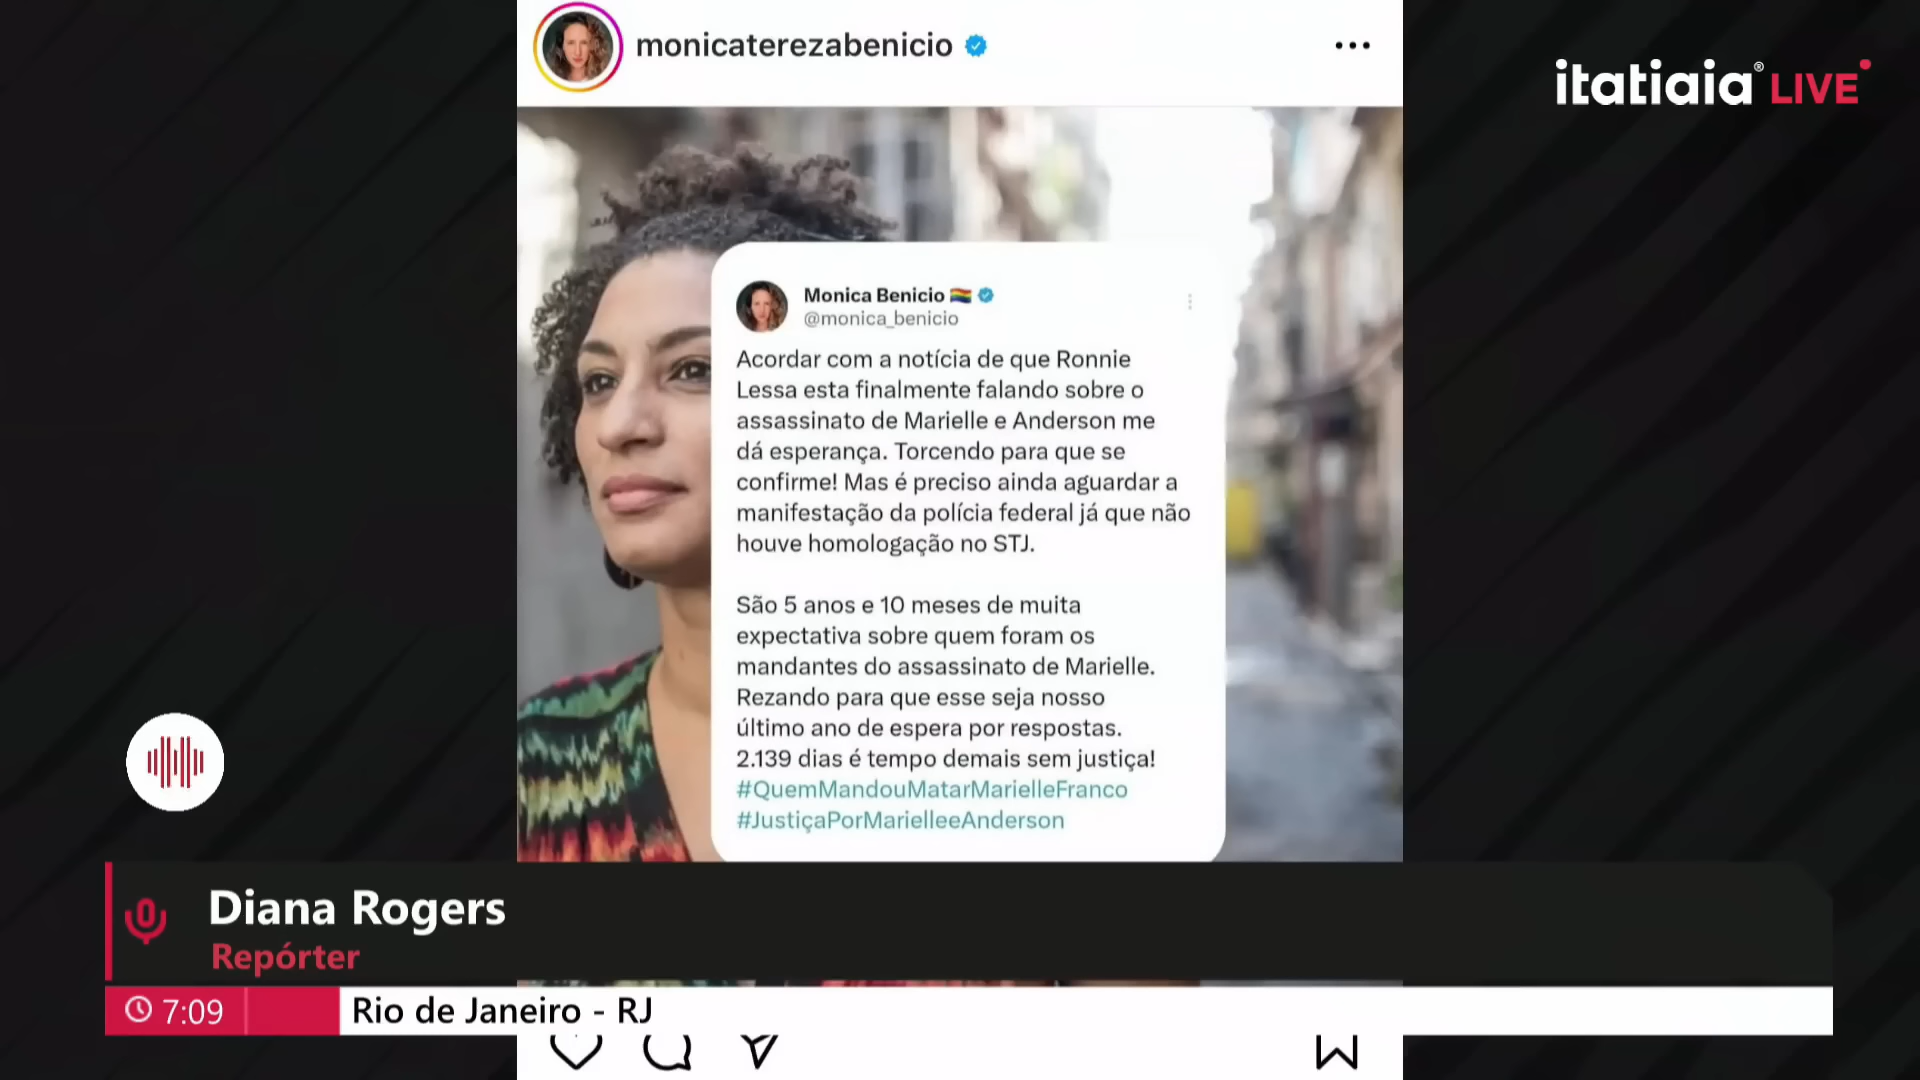 monicaterezabenicio
itatiaia® LIVE
Monica Benicio
@monica_benicio
Acordar com a notícia de que Ronnie
Lessa esta finalmente falando sobre o
assassinato de Marielle e Anderson me
dá esperança. Torcendo para que se
confirme! Mas é preciso ainda aguardar a
manifestação da polícia federal já que não
houve homologação no STJ.
São 5 anos e 10 meses de muita
expectativa sobre quem foram os
mandantes do assassinato de Marielle.
Rezando para que esse seja nosso
último ano de espera por respostas.
2.139 dias é tempo demais sem justiça!
#QuemMandouMatarMarielleFranco
#JustiçaPorMarielleeAnderson
Diana Rogers
Repórter
7:09
Rio de Janeiro - RJ